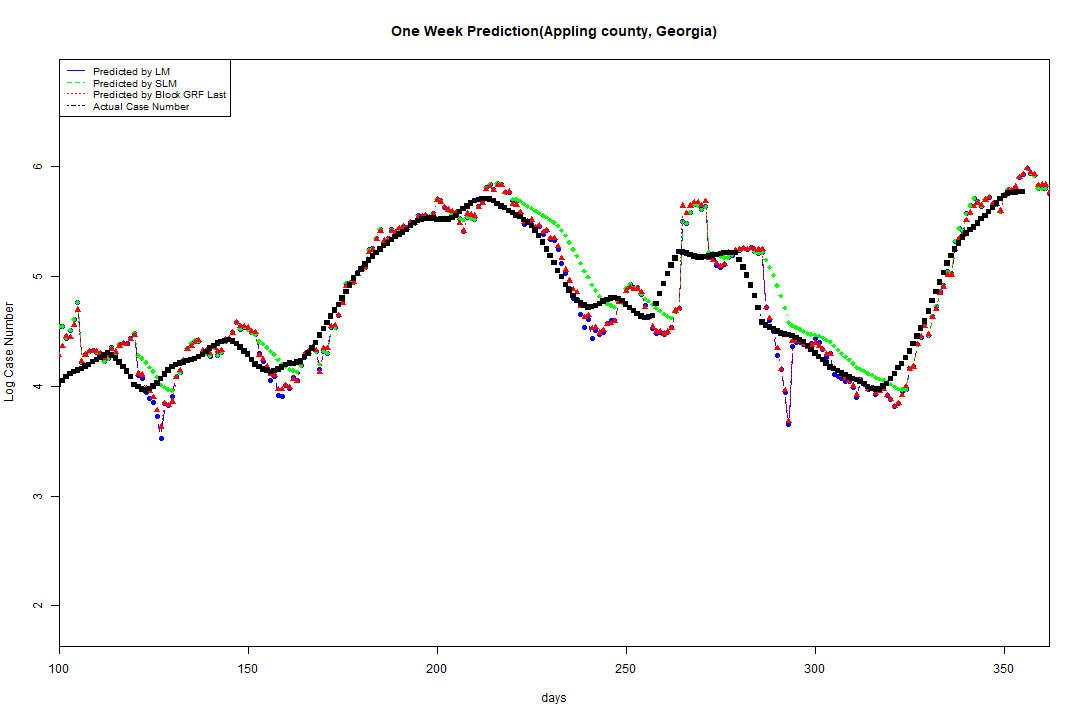 One Week Prediction(Appling county, Georgia)
Predicted by LM
Predicted by SLM
Predicted by Block GRF Last
Actual Case Number
6
5
4
3
2
Log Case Number
100 150 200 250 300 350
days